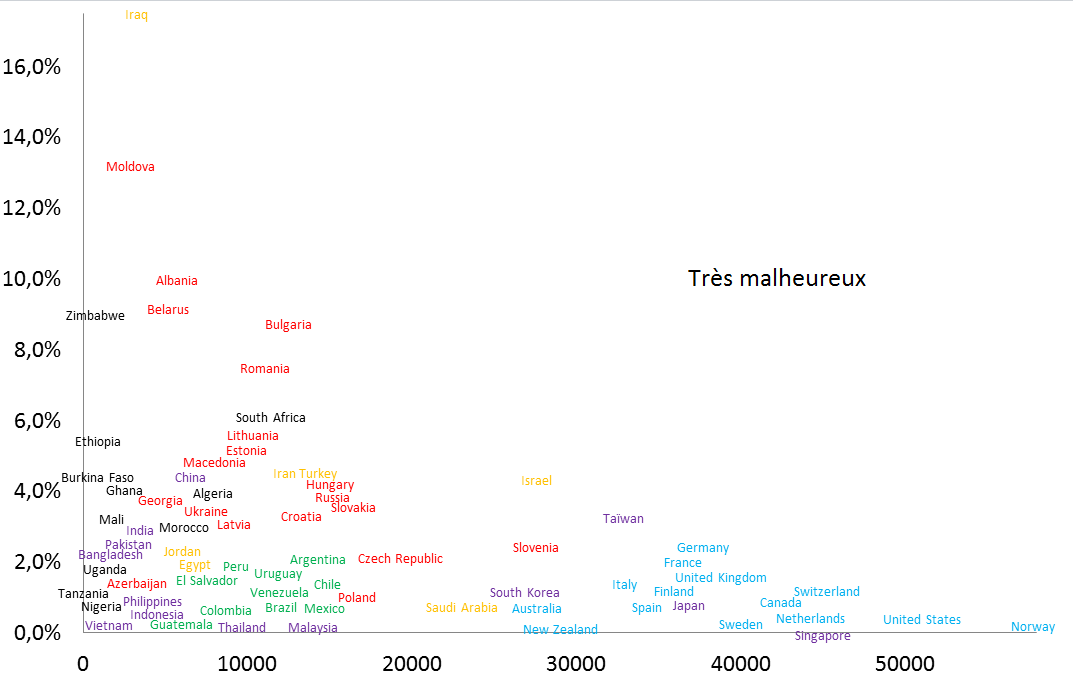 Iraq
16,0%
14,0%
Moldova
12,0%
10,0%
Albania
Très malheureux
Belarus
Zimbabwe
Bulgaria
8,0%
Romania
6,0%
South Africa
Lithuania
Ethiopia
Estonia
Macedonia
Iran Turkey
Burkina Faso
China
Israel
Hungary
4,0%
Ghana
Algeria
Russia
Georgia
Slovakia
Ukraine
Croatia
Taïwan
Mali
Latvia
Morocco
India
Pakistan
Slovenia
Germany
Bangladesh
Jordan
Argentina
Czech Republic
2,0%
Egypt
Peru
France
Uganda
Uruguay
United Kingdom
El Salvador
Azerbaijan
Chile
Italy
Tanzania
Venezuela
South Korea
Finland
Switzerland
Poland
Philippines
Canada
Nigeria
Colombia
Brazil
Mexico
Saudi Arabia
Australia
Spain
Japan
Indonesia
Netherlands
United States
0,0%
Vietnam
Guatemala
Thailand
Malaysia
New Zealand
Sweden
Norway
Singapore
0
10000
20000
30000
40000
50000